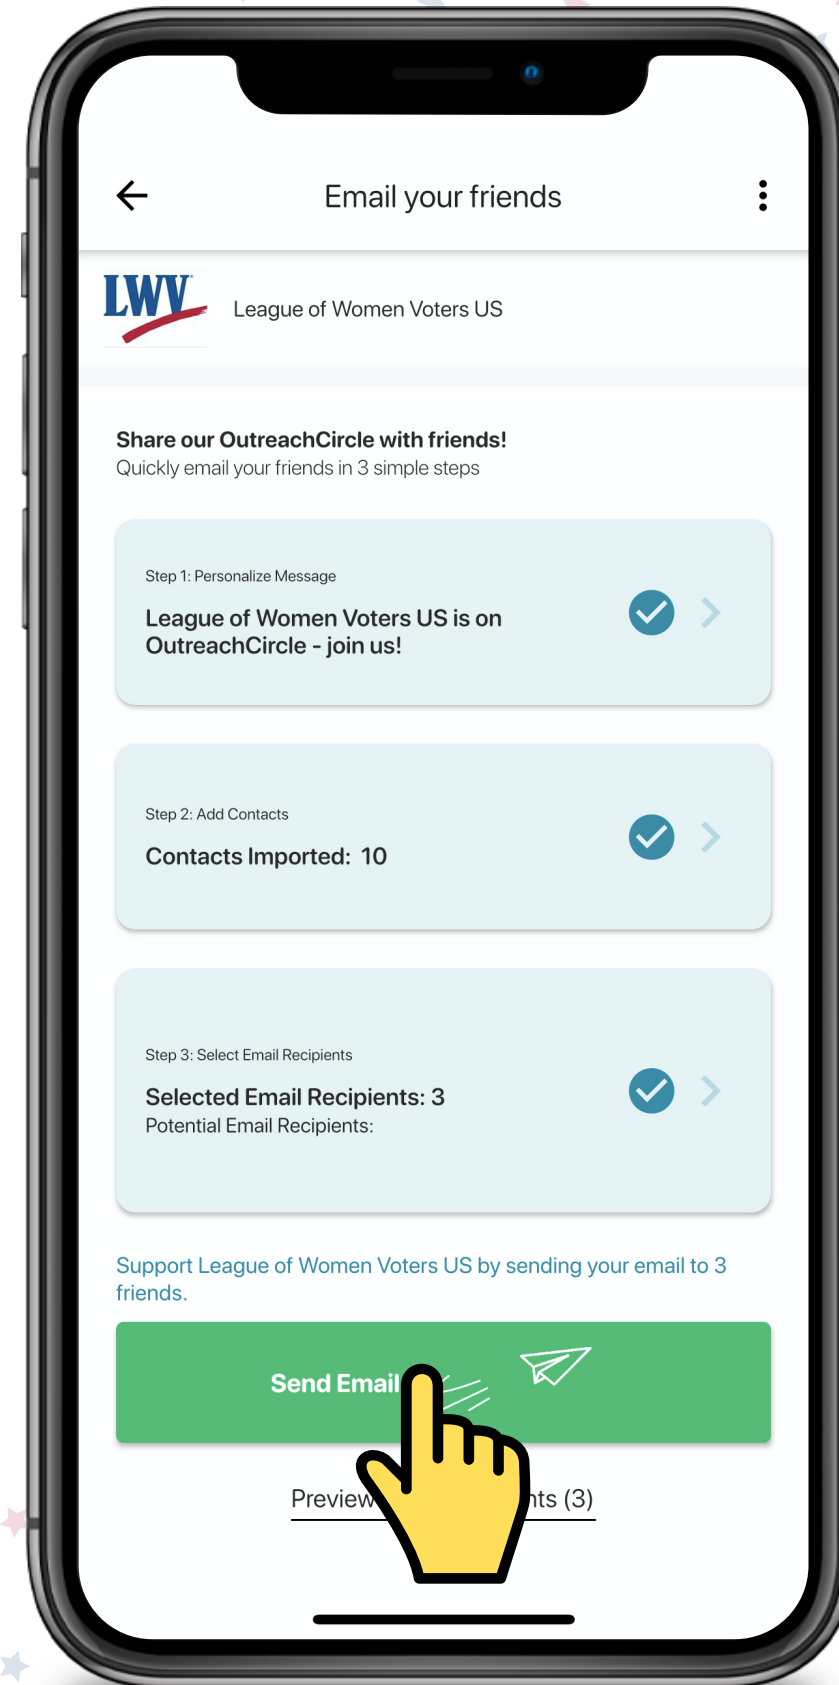 Email your friends
LWV
League of Women Voters US
Share our OutreachCircle with friends!
Quickly email your friends in 3 simple steps
Step 1: Personalize Message
League of Women Voters US is on
OutreachCircle - join us!
Step 2: Add Contacts
Contacts Imported: 10
Step 3: Select Email Recipients
Selected Email Recipients: 3
Potential Email Recipients:
Support League of Women Voters US by sending your email to 3
friends.
Send Email
Preview (3)